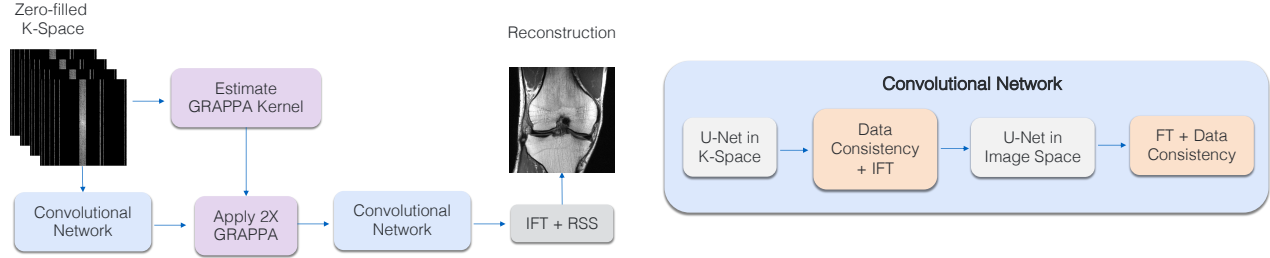 Zero-filled
K-Space
Estimate
GRAPPA Kernel
Reconstruction
Convolutional
Network
Apply 2X
GRAPPA
Convolutional
Network
IFT + RSS
Convolutional Network
U-Net in
K-Space
Data
Consistency
+ IFT
U-Net in
Image Space
FT + Data
Consistency